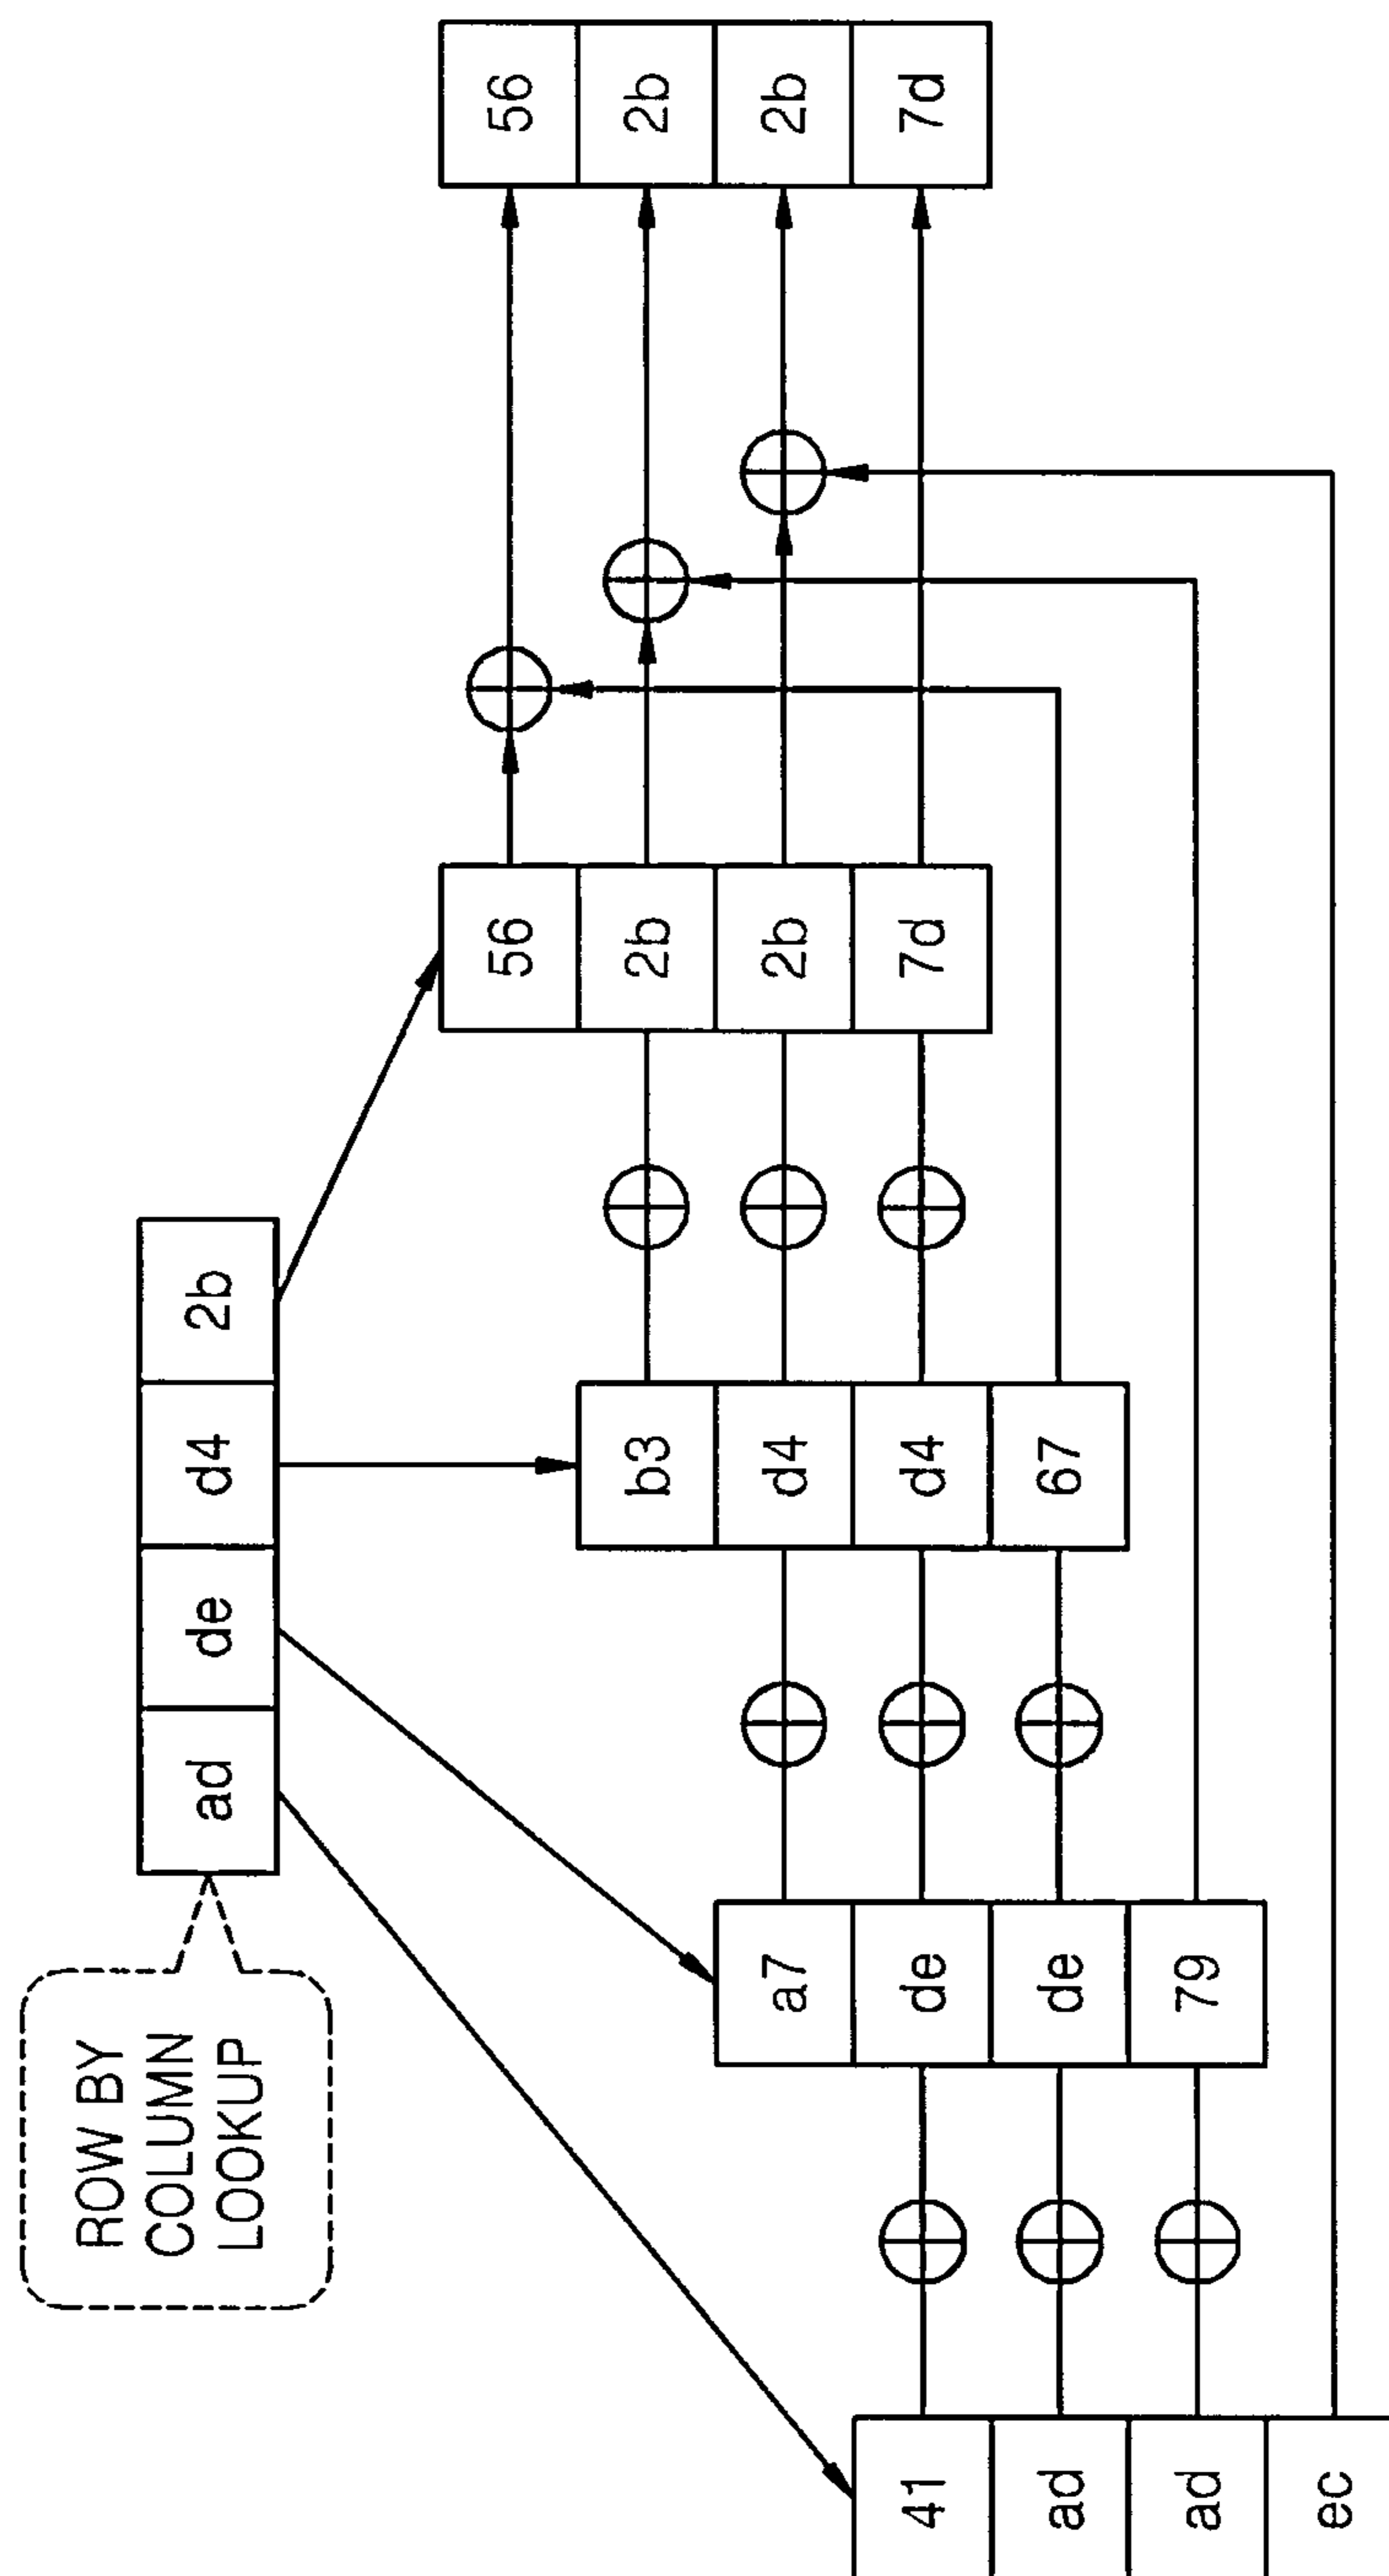 ROW BY
COLUMN
LOOKUP
ad de d4 2b
56 56
b3 2b 2b
a7 d4 2b 2b
41 de d4 7d 7d
ad de 67
ad 79
ec